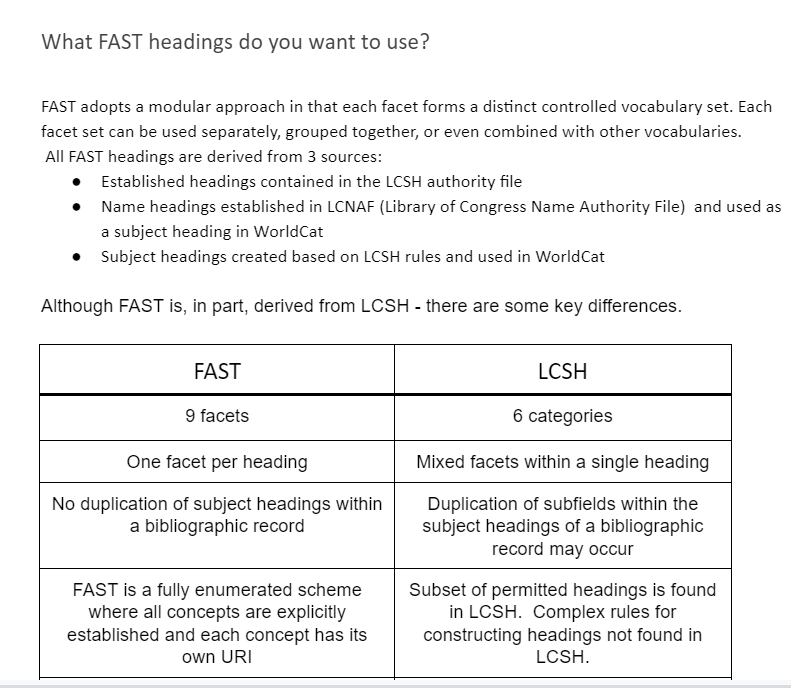 What FAST headings do you want to use?
FAST adopts a modular approach in that each facet forms a distinct controlled vocabulary set. Each
facet set can be used separately, grouped together, or even combined with other vocabularies.
All FAST headings are derived from 3 sources:
● Established headings contained in the LCSH authority file
● Name headings established in LCNAF (Library of Congress Name Authority File) and used as
a subject heading in WorldCat
● Subject headings created based on LCSH rules and used in WorldCat
Although FAST is, in part, derived from LCSH - there are some key differences.
FAST LCSH
9 facets 6 categories
One facet per heading Mixed facets within a single heading
No duplication of subject headings within
a bibliographic record
Duplication of subfields within the
subject headings of a bibliographic
record may occur
FAST is a fully enumerated scheme
where all concepts are explicitly
established and each concept has its
own URI
Subset of permitted headings is found
in LCSH. Complex rules for
constructing headings not found in
LCSH.